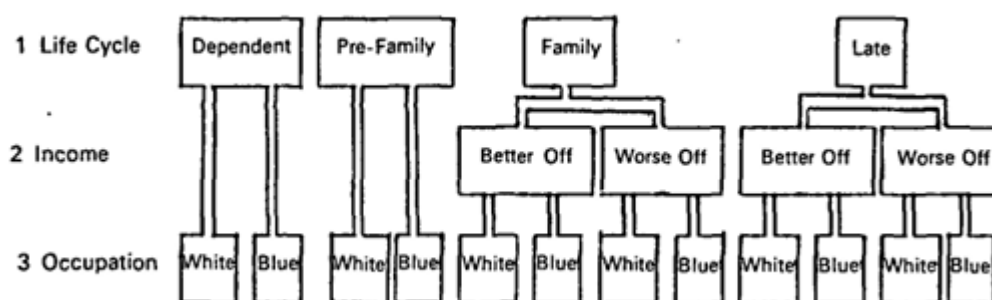 1 Life Cycle Dependent Pre-Family Family Late
2 Income Better Off Worse Off Better Off Worse Off
3 Occupation White Blue White Blue White Blue White Blue White Blue White Blue